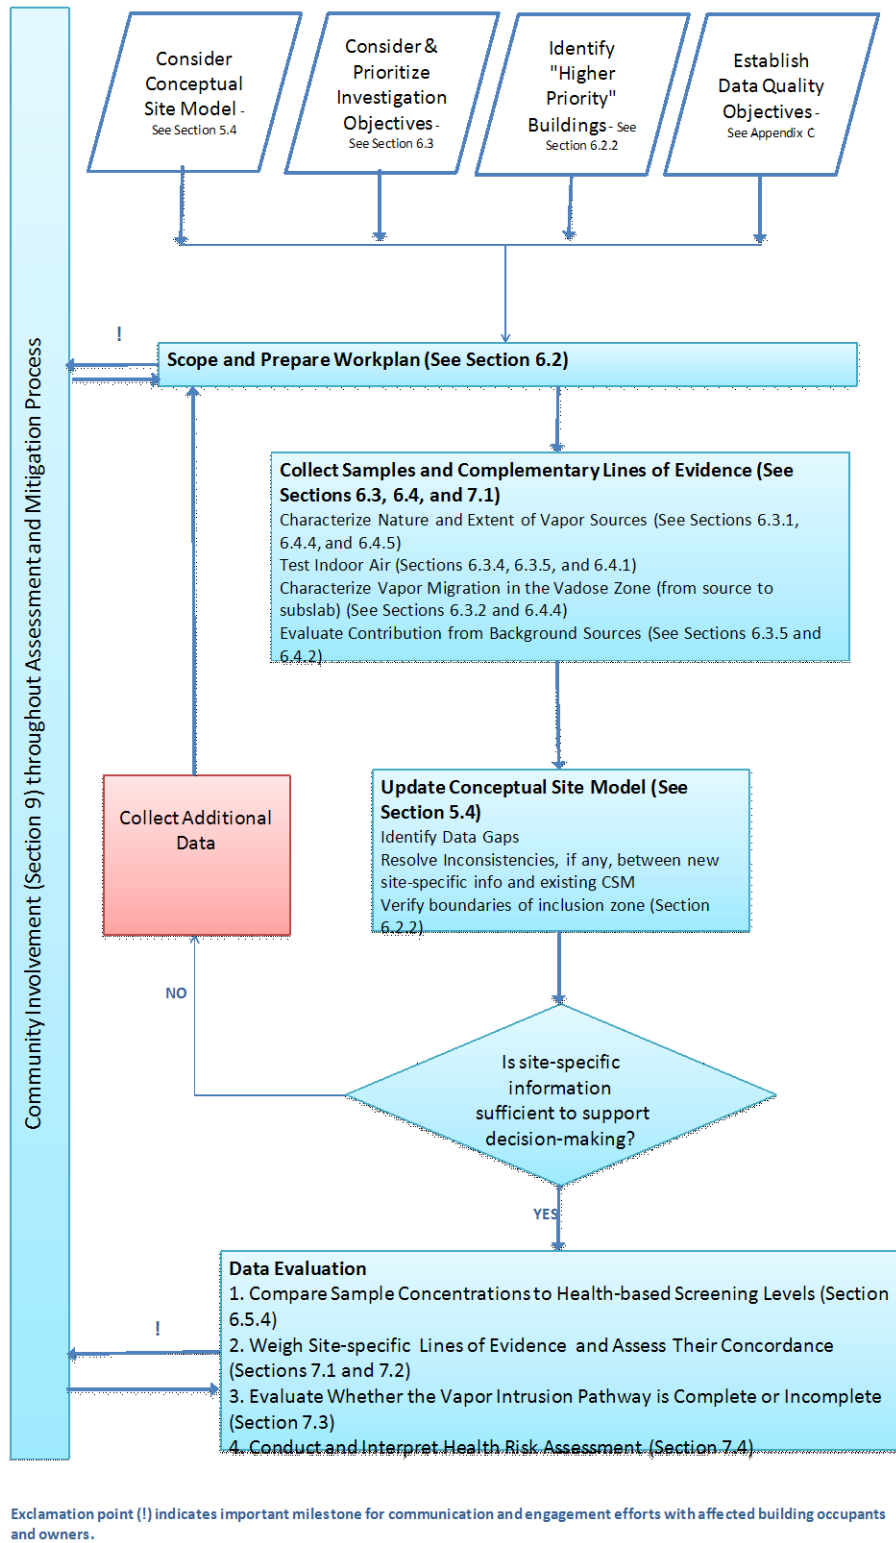 Consider
Conceptual
Site Model -
See Section 5.4
Consider &
Prioritize
Investigation
Objectives -
See Section 6.3
Identify
"Higher
Priority"
Buildings - See
Section 6.2.2
Establish
Data Quality
Objectives -
See Appendix C
Community Involvement (Section 9) throughout Assessment and Mitigation Process
!
Scope and Prepare Workplan (See Section 6.2)
Collect Samples and Complementary Lines of Evidence (See
Sections 6.3, 6.4, and 7.1)
Characterize Nature and Extent of Vapor Sources (See Sections 6.3.1,
6.4.4, and 6.4.5)
Test Indoor Air (Sections 6.3.4, 6.3.5, and 6.4.1)
Characterize Vapor Migration in the Vadose Zone (from source to
subslab) (See Sections 6.3.2 and 6.4.4)
Evaluate Contribution from Background Sources (See Sections 6.3.5 and
6.4.2)
Collect Additional
Data
Update Conceptual Site Model (See
Section 5.4)
Identify Data Gaps
Resolve Inconsistencies, if any, between new
site-specific info and existing CSM
Verify boundaries of inclusion zone (Section
6.2.2)
NO
Is site-specific
information
sufficient to support
decision-making?
YES
Data Evaluation
1. Compare Sample Concentrations to Health-based Screening Levels (Section
6.5.4)
2. Weigh Site-specific Lines of Evidence and Assess Their Concordance
(Sections 7.1 and 7.2)
3. Evaluate Whether the Vapor Intrusion Pathway is Complete or Incomplete
(Section 7.3)
4. Conduct and Interpret Health Risk Assessment (Section 7.4)
!
Exclamation point (!) indicates important milestone for communication and engagement efforts with affected building occupants
and owners.